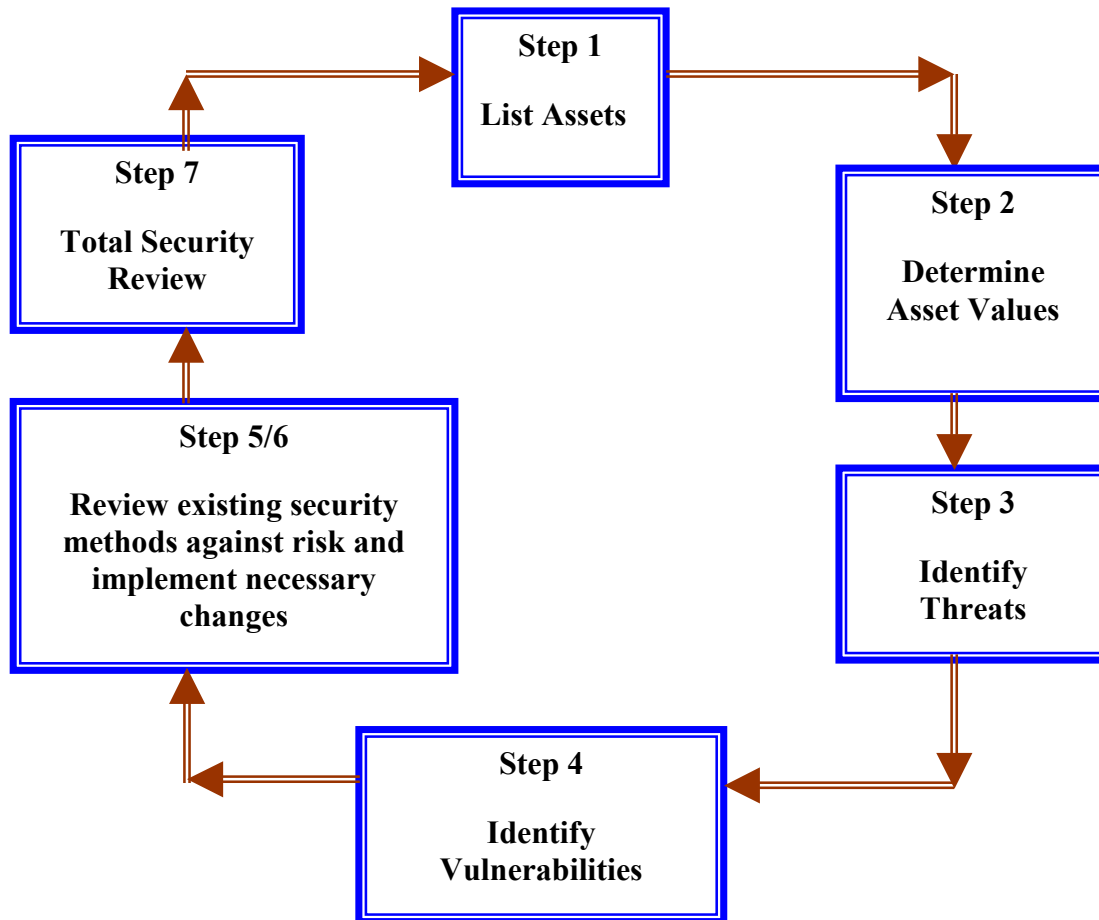 Step 1
List Assets
Step 2
Determine
Asset Values
Step 3
Identify
Threats
Step 4
Identify
Vulnerabilities
Step 5/6
Review existing security
methods against risk and
implement necessary
changes
Step 7
Total Security
Review